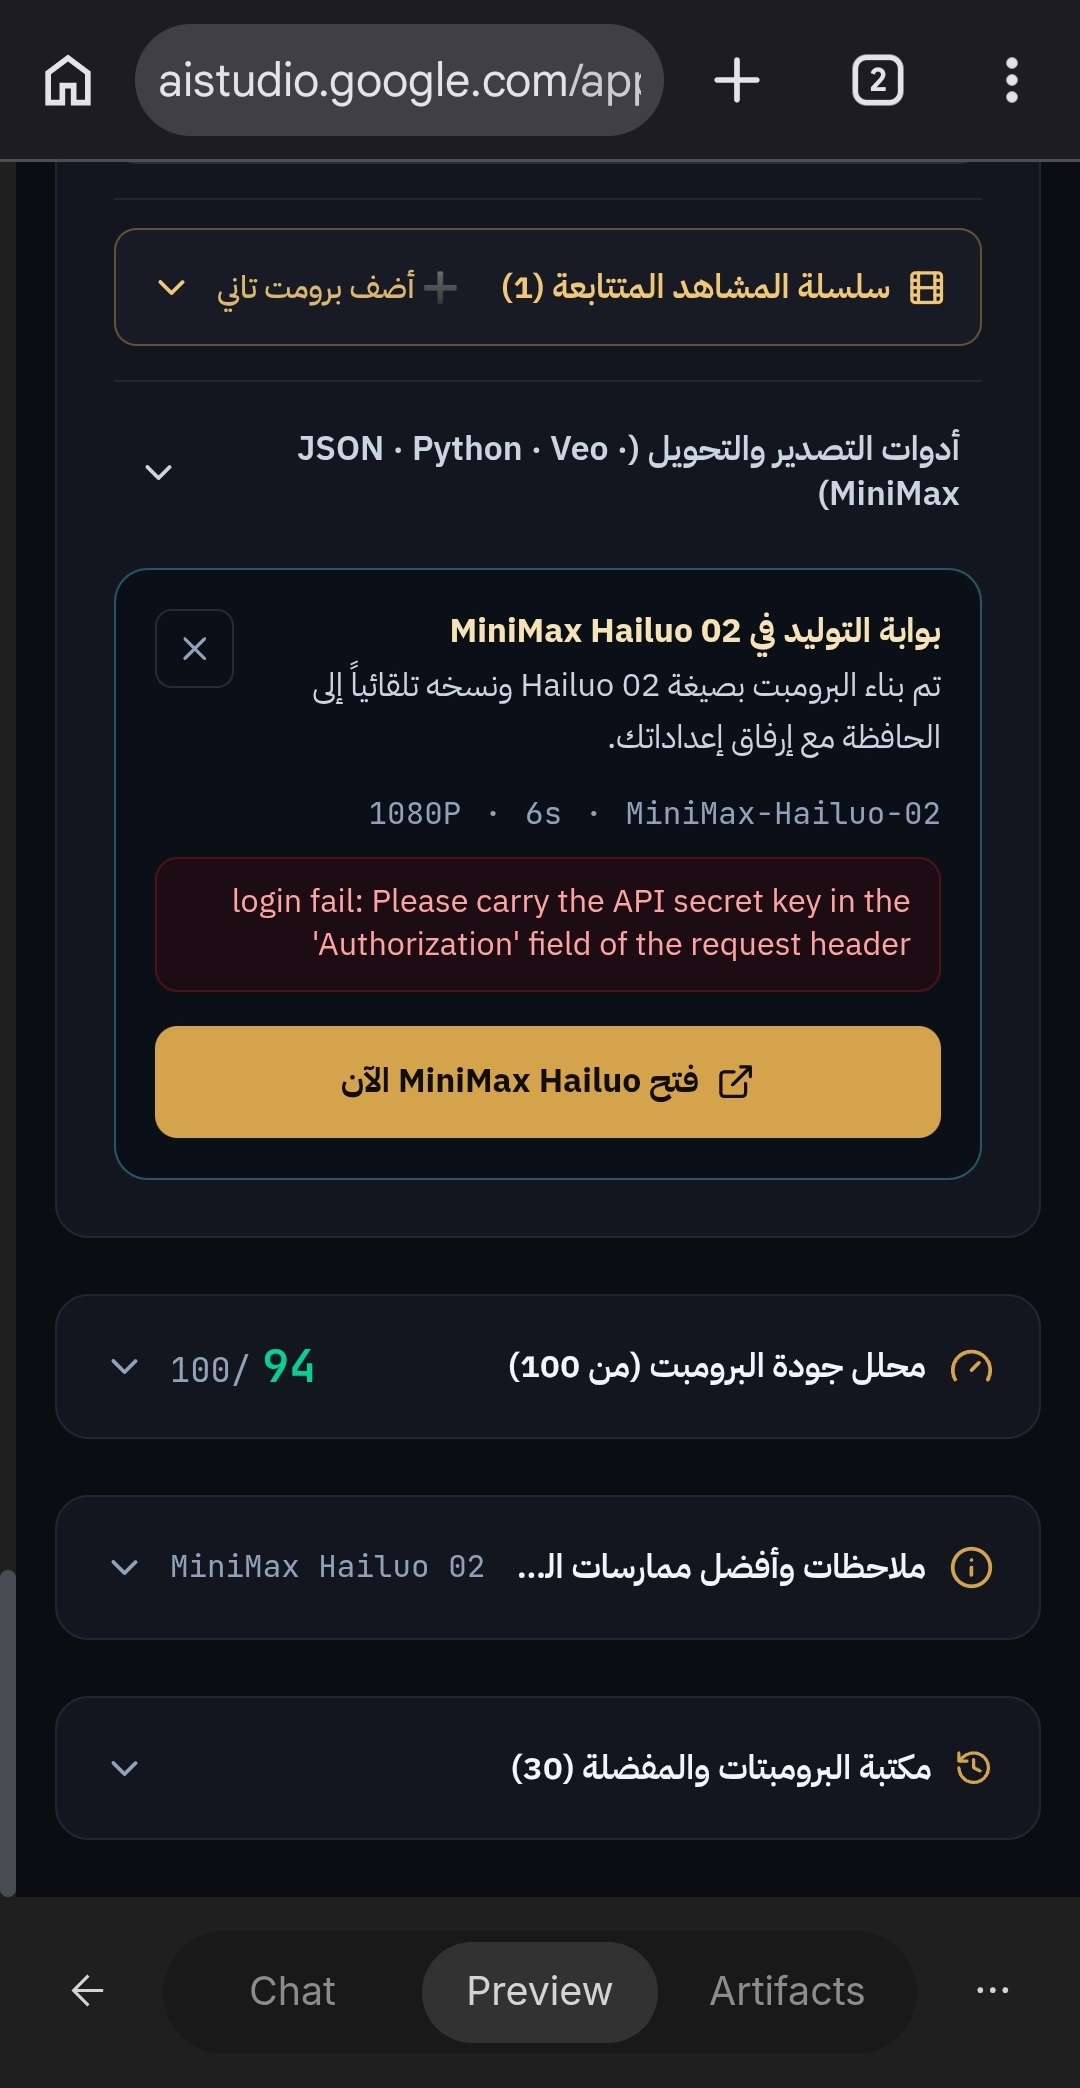 aistudio.google.com/app
2
سلسلة المشاهد المتتابعة (1) ➕ أضف برومت تاني
أدوات التصدير والتحويل (JSON · Python · Veo ·
MiniMax)
بوابة التوليد في MiniMax Hailuo 02
تم بناء البرومبت بصيغة Hailuo 02 ونسخه تلقائياً إلى
الحافظة مع إرفاق إعداداتك.
MiniMax-Hailuo-02 · 6s · 1080P
login fail: Please carry the API secret key in the
'Authorization' field of the request header
فتح MiniMax Hailuo الآن
محلل جودة البرومبت (من 100) 94 /100
ملاحظات وأفضل ممارسات الـ... MiniMax Hailuo 02
مكتبة البرومبتات والمفضلة (30)
Chat Preview Artifacts